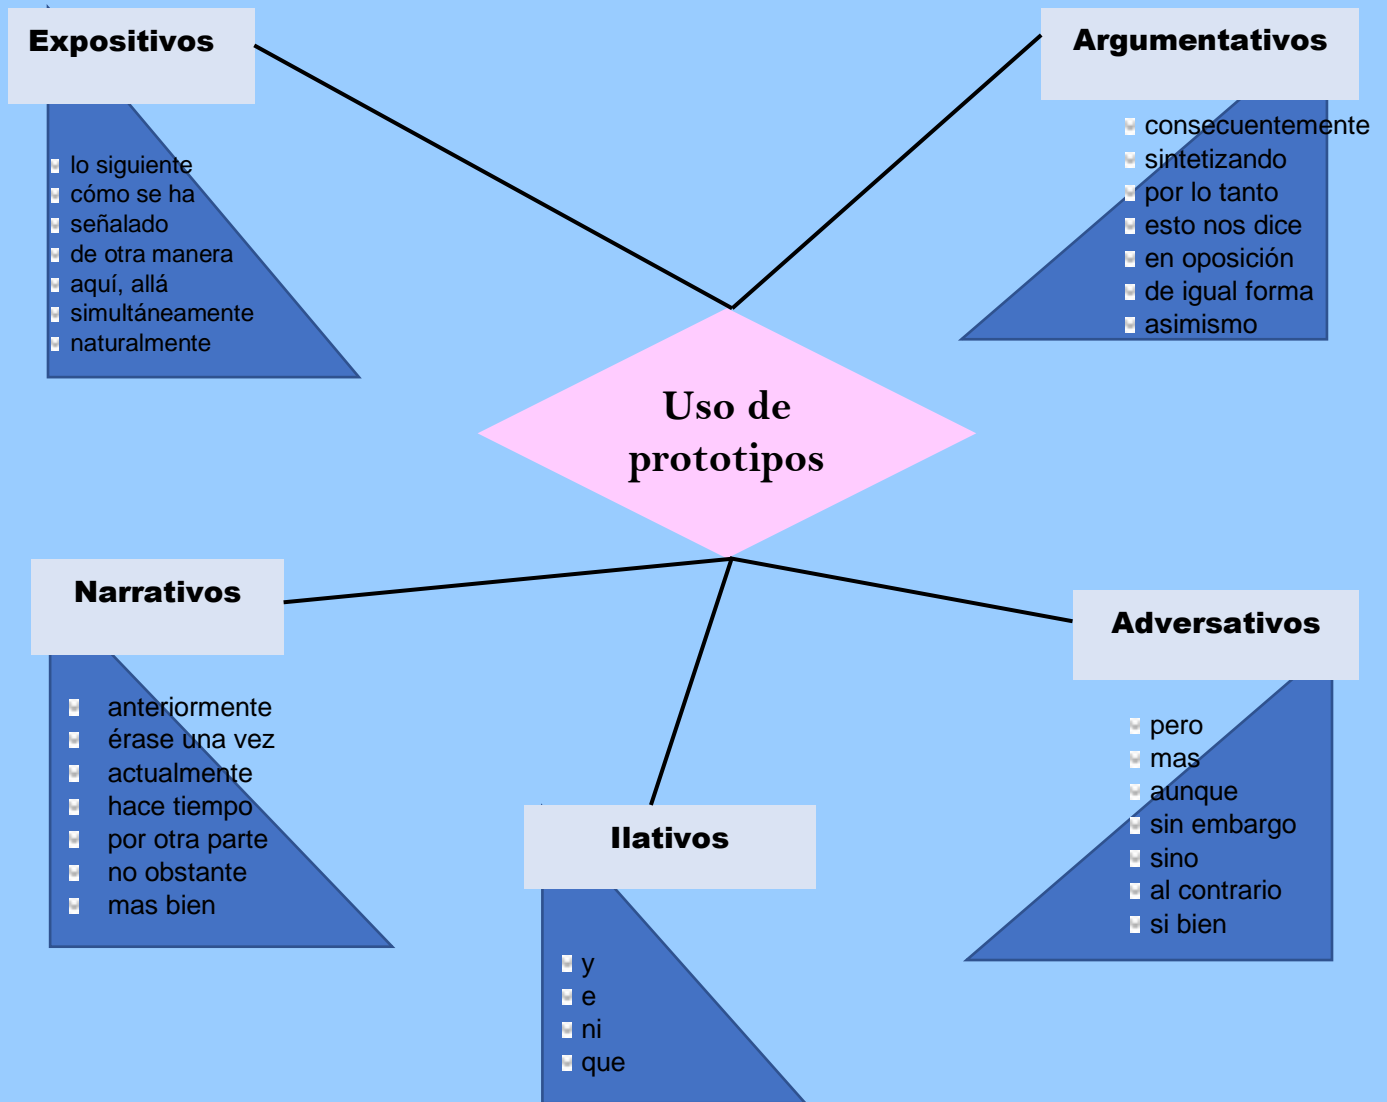 Expositivos
lo siguiente
cómo se ha
señalado
de otra manera
aquí, allá
simultáneamente
naturalmente
Argumentativos
consecuentemente
sintetizando
por lo tanto
esto nos dice
en oposición
de igual forma
asimismo
Uso de
prototipos
Narrativos
anteriormente
érase una vez
actualmente
hace tiempo
por otra parte
no obstante
mas bien
Ilativos
y
e
ni
que
Adversativos
pero
mas
aunque
sin embargo
sino
al contrario
si bien